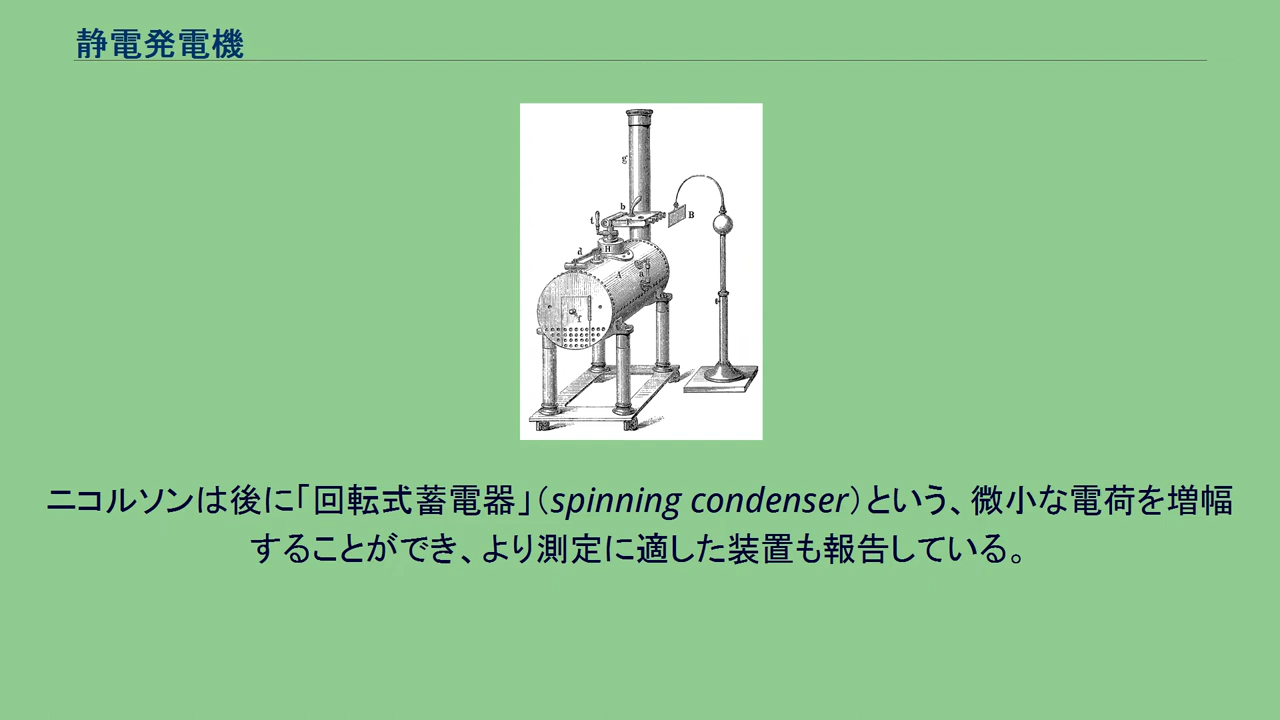 静電発電機
g
b
t
B
d
H
A
a
f
ニコルソンは後に「回転式蓄電器」（spinning condenser）という、微小な電荷を増幅
することができ、より測定に適した装置も報告している。